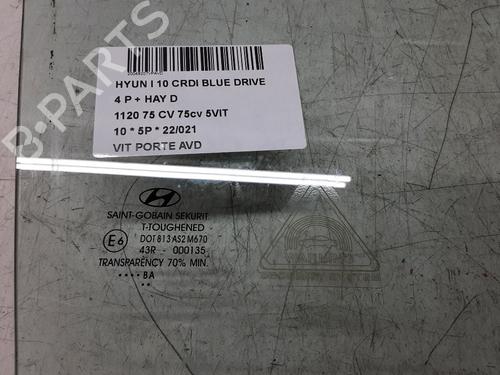 HYUN I 10 CRDI BLUE DRIVE
4 P + HAY D
1120 75 CV 75cv 5VIT
10 * 5P * 22/021
VIT PORTE AVD
B-PARTS
SAINT-GOBAIN SEKURIT
T-TOUGHENED
E6 DOT 813 AS2 M670
43R - 000135
TRANSPARENCY 70% MIN.
•••• BA
••